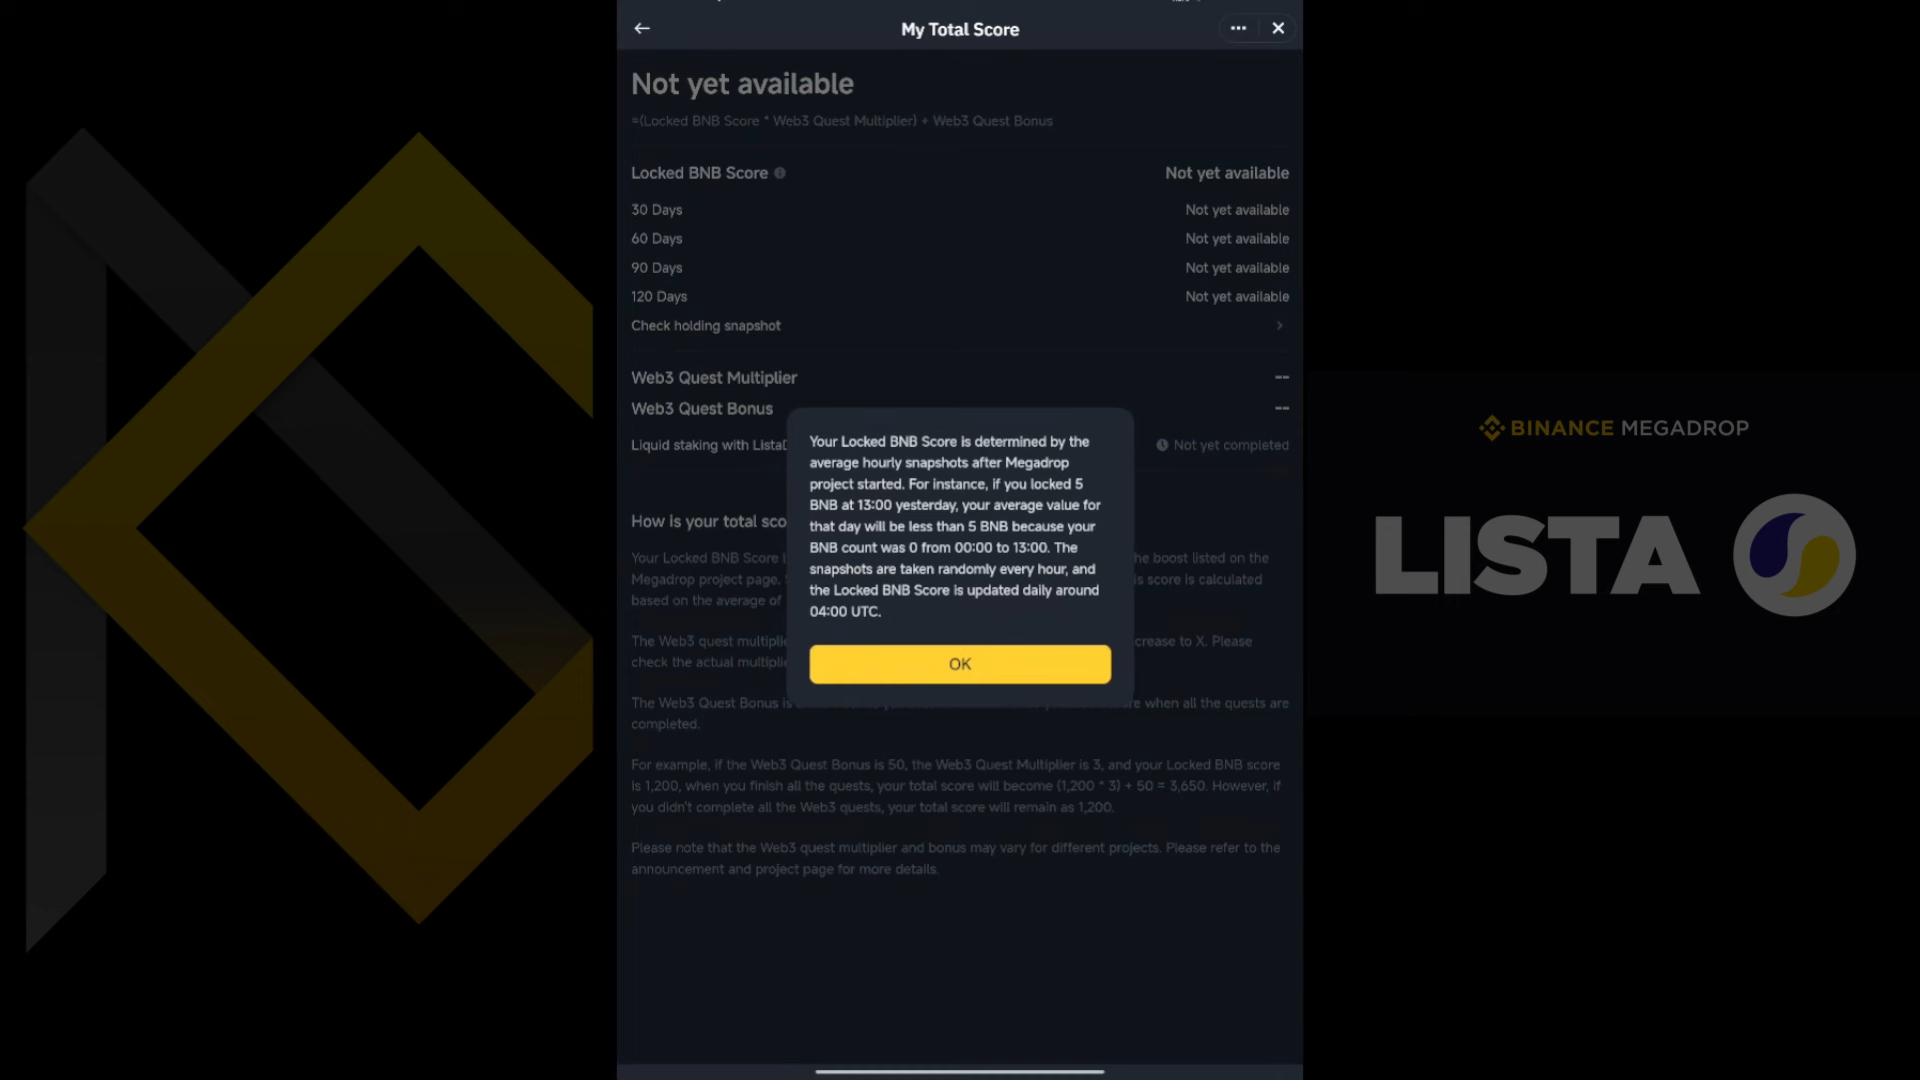 My Total Score
Not yet available
=(Locked BNB Score * Web3 Quest Multiplier) + Web3 Quest Bonus
Locked BNB Score Not yet available
30 Days Not yet available
60 Days Not yet available
90 Days Not yet available
120 Days Not yet available
Check holding snapshot
Web3 Quest Multiplier --
Web3 Quest Bonus --
Liquid staking with Lista Not yet completed
Your Locked BNB Score is determined by the
average hourly snapshots after Megadrop
project started. For instance, if you locked 5
BNB at 13:00 yesterday, your average value for
that day will be less than 5 BNB because your
BNB count was 0 from 00:00 to 13:00. The
snapshots are taken randomly every hour, and
the Locked BNB Score is updated daily around
04:00 UTC.
OK
How is your total
Your Locked BNB Score he boost listed on the
Megadrop project page. is score is calculated
based on the average of
The Web3 quest crease to X. Please
check the actual
The Web3 Quest Bonus is when all the quests are
completed.
For example, if the Web3 Quest Bonus is 50, the Web3 Quest Multiplier is 3, and your Locked BNB score
is 1,200, when you finish all the quests, your total score will become (1,200 * 3) + 50 = 3,650. However, if
you didn't complete all the Web3 quests, your total score will remain as 1,200.
Please note that the Web3 quest multiplier and bonus may vary for different projects. Please refer to the
announcement and project page for more details.
BINANCE MEGADROP
LISTA